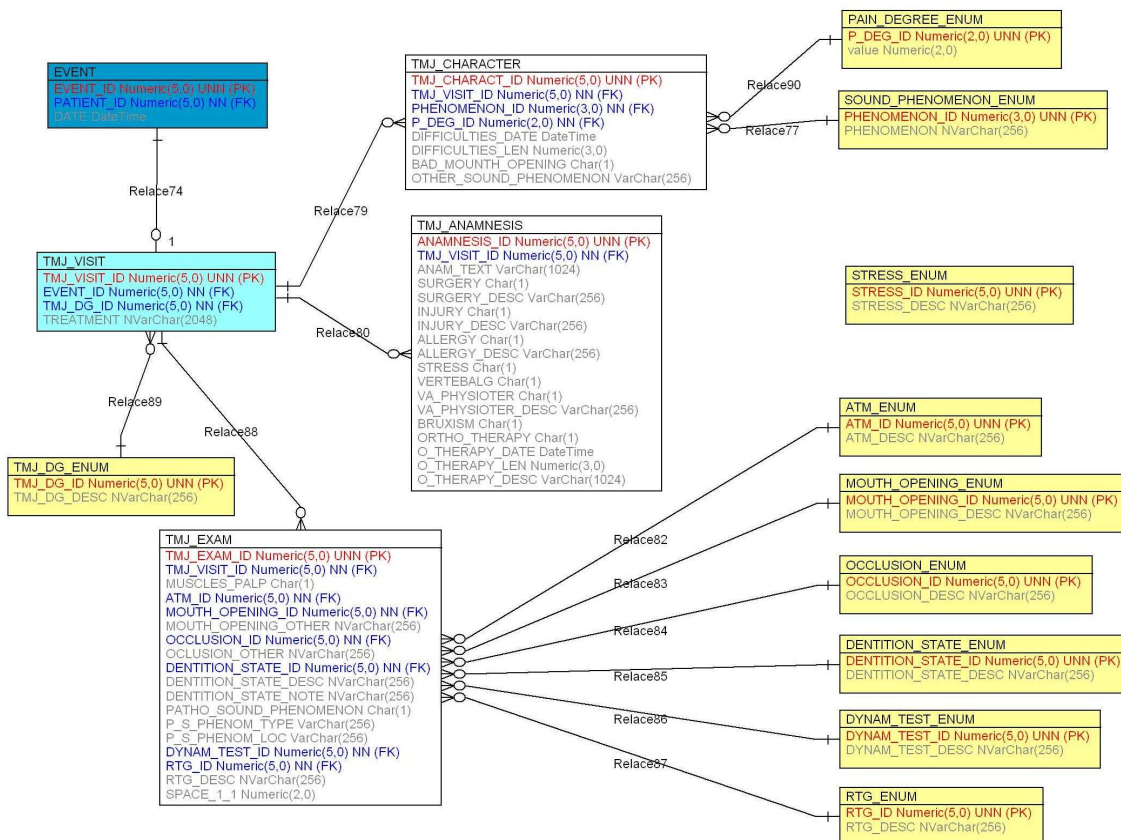 EVENT
EVENT_ID Numeric(5,0) UNN (PK)
PATIENT_ID Numeric(5,0) NN (FK)
DATE DateTime
Relace74
1
TMJ_VISIT
TMJ_VISIT_ID Numeric(5,0) UNN (PK)
EVENT_ID Numeric(5,0) NN (FK)
TMJ_DG_ID Numeric(5,0) NN (FK)
TREATMENT NVarChar(2048)
Relace89
Relace88
TMJ_DG_ENUM
TMJ_DG_ID Numeric(5,0) UNN (PK)
TMJ_DG_DESC NVarChar(256)
Relace79
Relace80
TMJ_CHARACTER
TMJ_CHARACT_ID Numeric(5,0) UNN (PK)
TMJ_VISIT_ID Numeric(5,0) NN (FK)
PHENOMENON_ID Numeric(3,0) NN (FK)
P_DEG_ID Numeric(2,0) NN (FK)
DIFFICULTIES_DATE DateTime
DIFFICULTIES_LEN Numeric(3,0)
BAD_MOUNTH_OPENING Char(1)
OTHER_SOUND_PHENOMENON VarChar(256)
TMJ_ANAMNESIS
ANAMNESIS_ID Numeric(5,0) UNN (PK)
TMJ_VISIT_ID Numeric(5,0) NN (FK)
ANAM_TEXT VarChar(1024)
SURGERY Char(1)
SURGERY_DESC VarChar(256)
INJURY Char(1)
INJURY_DESC VarChar(256)
ALLERGY Char(1)
ALLERGY_DESC VarChar(256)
STRESS Char(1)
VERTEBALG Char(1)
VA_PHYSIOTER Char(1)
VA_PHYSIOTER_DESC VarChar(256)
BRUXISM Char(1)
ORTHO_THERAPY Char(1)
O_THERAPY_DATE DateTime
O_THERAPY_LEN Numeric(3,0)
O_THERAPY_DESC VarChar(1024)
TMJ_EXAM
TMJ_EXAM_ID Numeric(5,0) UNN (PK)
TMJ_VISIT_ID Numeric(5,0) NN (FK)
MUSCLES_PALP Char(1)
ATM_ID Numeric(5,0) NN (FK)
MOUTH_OPENING_ID Numeric(5,0) NN (FK)
MOUTH_OPENING_OTHER NVarChar(256)
OCCLUSION_ID Numeric(5,0) NN (FK)
OCLUSION_OTHER NVarChar(256)
DENTITION_STATE_ID Numeric(5,0) NN (FK)
DENTITION_STATE_DESC NVarChar(256)
DENTITION_STATE_NOTE NVarChar(256)
PATHO_SOUND_PHENOMENON Char(1)
P_S_PHENOM_TYPE VarChar(256)
P_S_PHENOM_LOC VarChar(256)
DYNAM_TEST_ID Numeric(5,0) NN (FK)
RTG_ID Numeric(5,0) NN (FK)
RTG_DESC NVarChar(256)
SPACE_1_1 Numeric(2,0)
Relace90
Relace77
PAIN_DEGREE_ENUM
P_DEG_ID Numeric(2,0) UNN (PK)
value Numeric(2,0)
SOUND_PHENOMENON_ENUM
PHENOMENON_ID Numeric(3,0) UNN (PK)
PHENOMENON NVarChar(256)
STRESS_ENUM
STRESS_ID Numeric(5,0) UNN (PK)
STRESS_DESC NVarChar(256)
Relace82
Relace83
Relace84
Relace85
Relace86
Relace87
ATM_ENUM
ATM_ID Numeric(5,0) UNN (PK)
ATM_DESC NVarChar(256)
MOUTH_OPENING_ENUM
MOUTH_OPENING_ID Numeric(5,0) UNN (PK)
MOUTH_OPENING_DESC NVarChar(256)
OCCLUSION_ENUM
OCCLUSION_ID Numeric(5,0) UNN (PK)
OCCLUSION_DESC NVarChar(256)
DENTITION_STATE_ENUM
DENTITION_STATE_ID Numeric(5,0) UNN (PK)
DENTITION_STATE_DESC NVarChar(256)
DYNAM_TEST_ENUM
DYNAM_TEST_ID Numeric(5,0) UNN (PK)
DYNAM_TEST_DESC NVarChar(256)
RTG_ENUM
RTG_ID Numeric(5,0) UNN (PK)
RTG_DESC NVarChar(256)